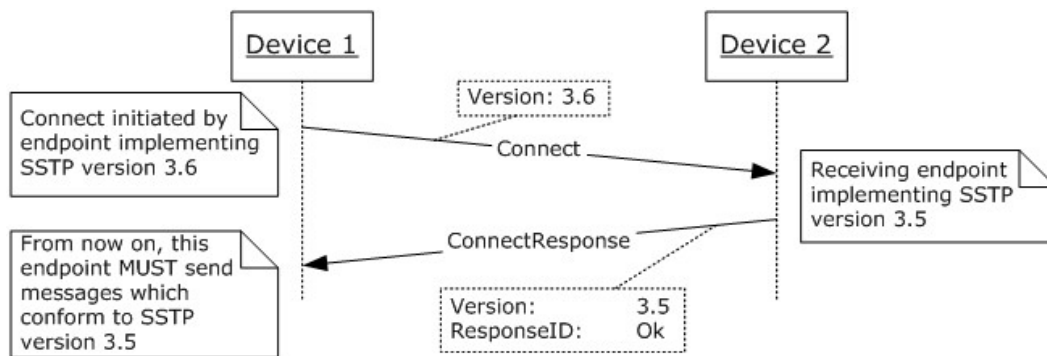 Device 1
Device 2
Version: 3.6
Connect initiated by
endpoint implementing
SSTP version 3.6
Connect
Receiving endpoint
implementing SSTP
version 3.5
ConnectResponse
From now on, this
endpoint MUST send
messages which
conform to SSTP
version 3.5
Version: 3.5
ResponseID: Ok